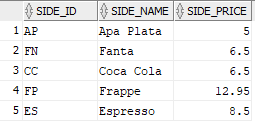 SIDE_ID SIDE_NAME SIDE_PRICE
1 AP Apa Plata 5
2 FN Fanta 6.5
3 CC Coca Cola 6.5
4 FP Frappe 12.95
5 ES Espresso 8.5